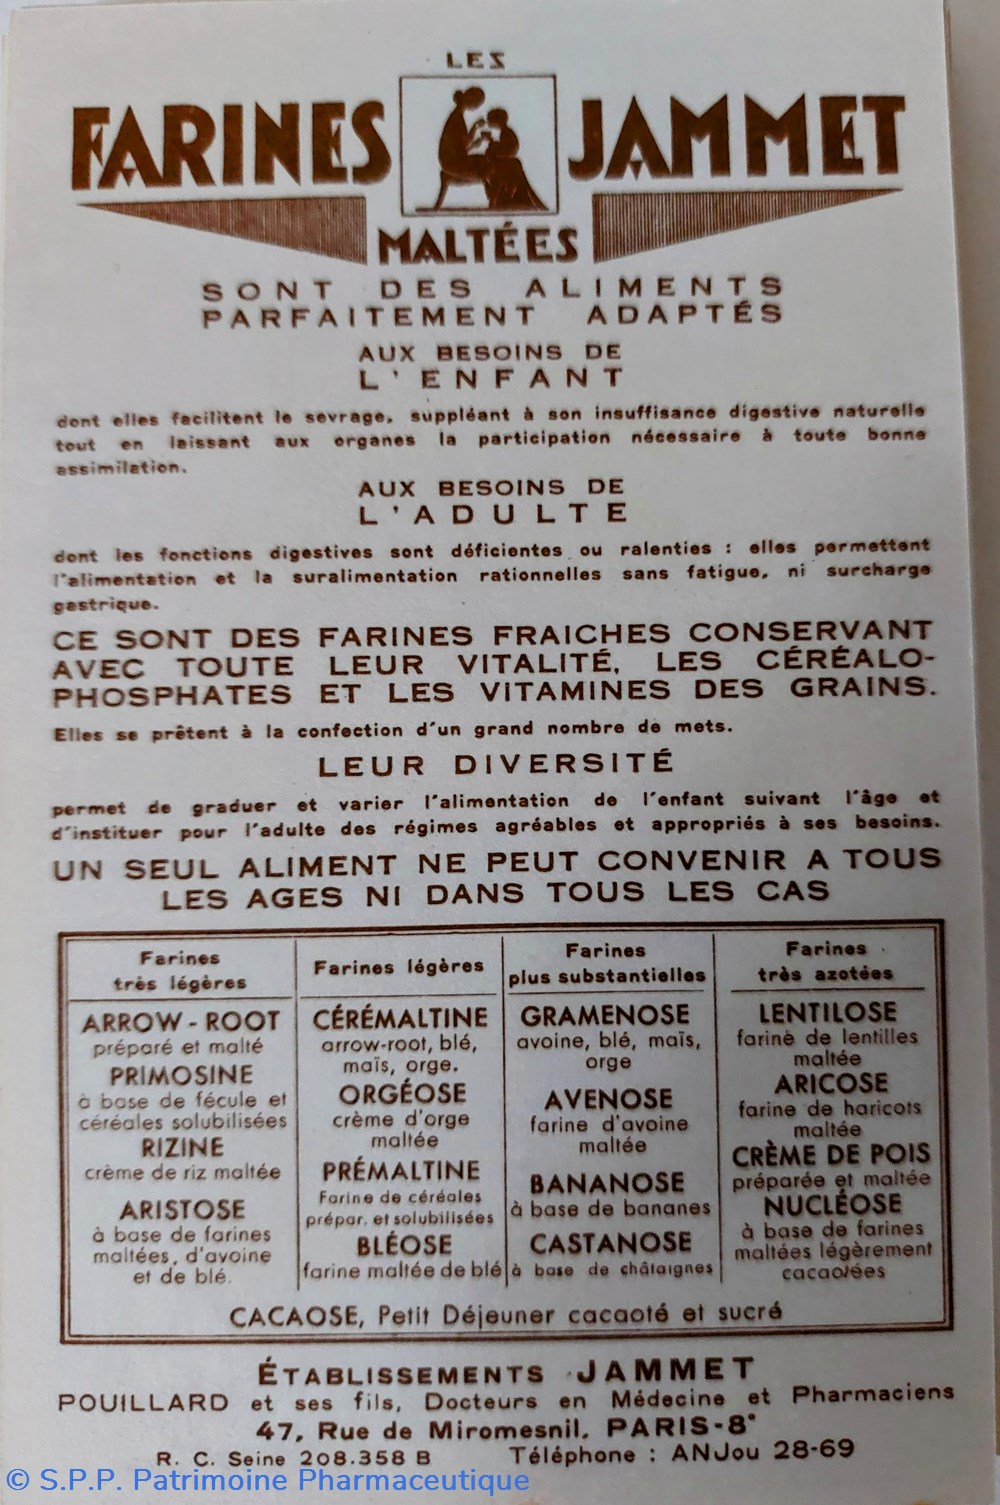 LES
FARINES JAMMET
MALTÉES
SONT DES ALIMENTS
PARFAITEMENT ADAPTÉS
AUX BESOINS DE
L'ENFANT
dont elles facilitent le sevrage, suppléant à son insuffisance digestive naturelle
tout en laissant aux organes la participation nécessaire à toute bonne
assimilation.
AUX BESOINS DE
L'ADULTE
dont les fonctions digestives sont déficientes ou ralenties : elles permettent
l'alimentation et la suralimentation rationnelles sans fatigue, ni surcharge
gastrique.
CE SONT DES FARINES FRAICHES CONSERVANT
AVEC TOUTE LEUR VITALITÉ, LES CÉRÉALO-
PHOSPHATES ET LES VITAMINES DES GRAINS.
Elles se prêtent à la confection d'un grand nombre de mets.
LEUR DIVERSITÉ
permet de graduer et varier l'alimentation de l'enfant suivant l'âge et
d'instituer pour l'adulte des régimes agréables et appropriés à ses besoins.
UN SEUL ALIMENT NE PEUT CONVENIR A TOUS
LES AGES NI DANS TOUS LES CAS
Farines
très légères
ARROW-ROOT
préparé et malté
PRIMOSINE
à base de fécule et
céréales solubilisées
RIZINE
crème de riz maltée
ARISTOSE
à base de farines
maltées, d'avoine
et de blé.
Farines légères
CÉRÉMALTINE
arrow-root, blé,
maïs, orge.
ORGÉOSE
crème d'orge
maltée
PRÉMALTINE
Farine de céréales
prépar. et solubilisées
BLÉOSE
farine maltée de blé
Farines
plus substantielles
GRAMENOSE
avoine, blé, maïs,
orge
AVENOSE
farine d'avoine
maltée
BANANOSE
à base de bananes
CASTANOSE
à base de châtaignes
Farines
très azotées
LENTILOSE
farine de lentilles
maltée
ARICOSE
farine de haricots
maltée
CRÈME DE POIS
préparée et maltée
NUCLÉOSE
à base de farines
maltées légèrement
cacaotées
CACAOSE, Petit Déjeuner cacaoté et sucré
ÉTABLISSEMENTS JAMMET
POUILLARD et ses fils, Docteurs en Médecine et Pharmaciens
47, Rue de Miromesnil, PARIS-8°
R. C. Seine 208.358 B Téléphone : ANJou 28-69
© S.P.P. Patrimoine Pharmaceutique